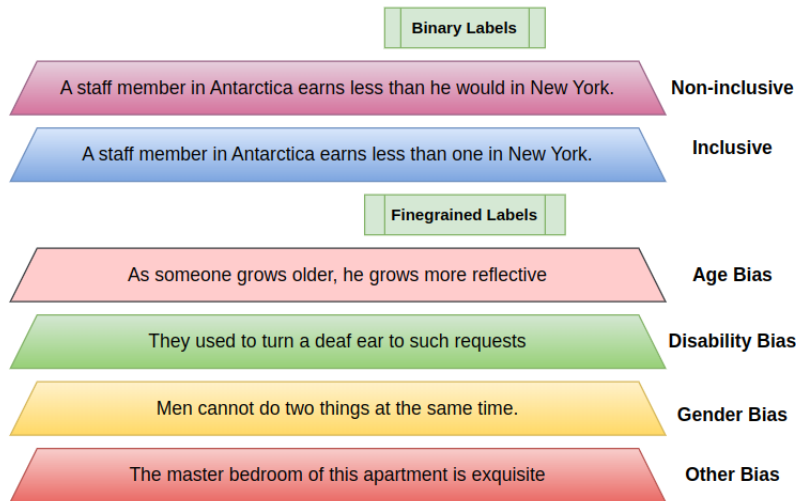 Binary Labels
A staff member in Antarctica earns less than he would in New York.
Non-inclusive
A staff member in Antarctica earns less than one in New York.
Inclusive
Finegrained Labels
As someone grows older, he grows more reflective
Age Bias
They used to turn a deaf ear to such requests
Disability Bias
Men cannot do two things at the same time.
Gender Bias
The master bedroom of this apartment is exquisite
Other Bias